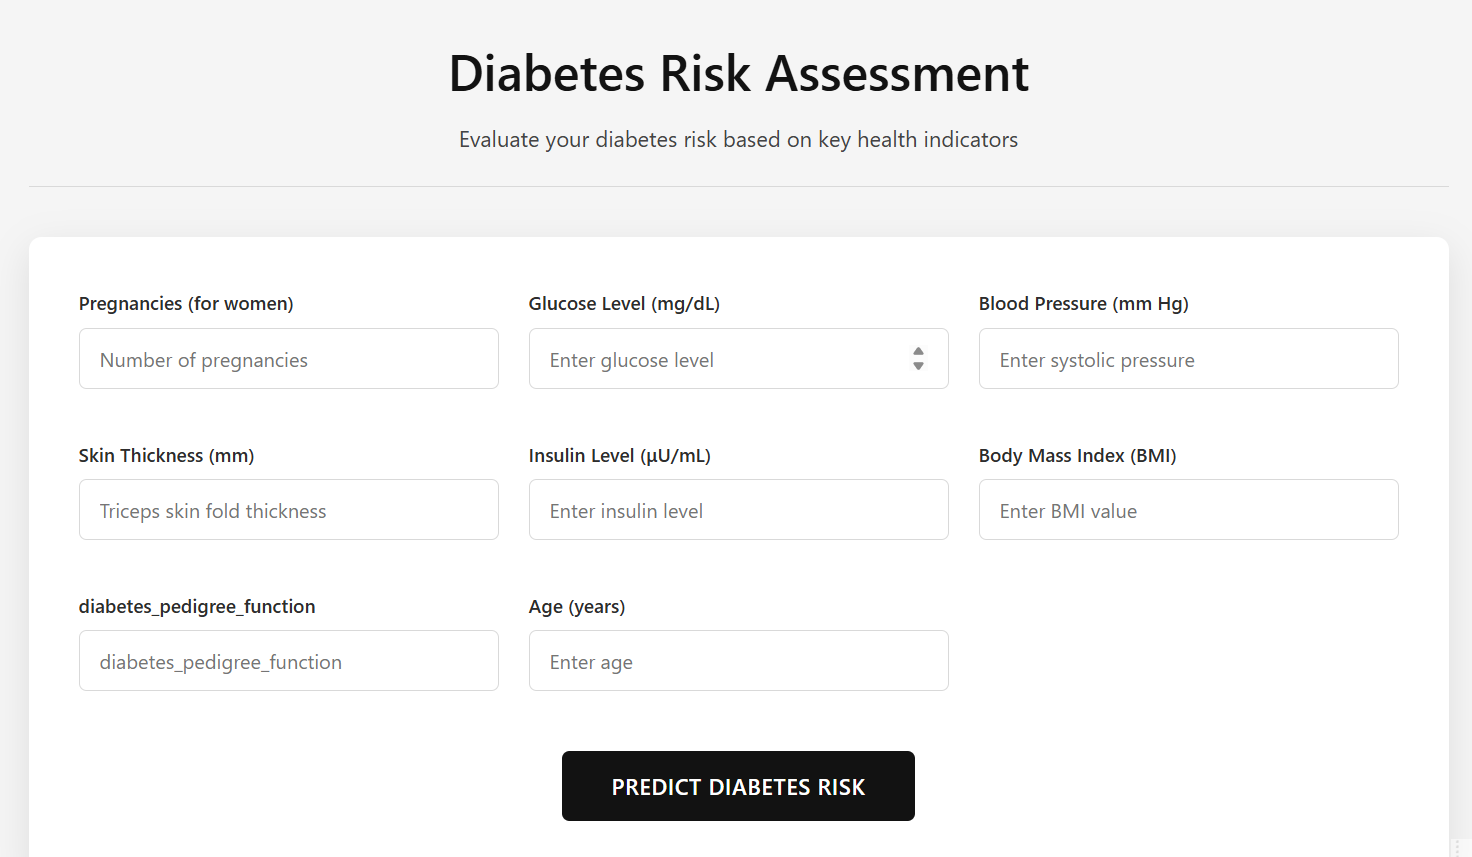 Diabetes Risk Assessment
Evaluate your diabetes risk based on key health indicators
Pregnancies (for women)
Glucose Level (mg/dL)
Blood Pressure (mm Hg)
Number of pregnancies
Enter glucose level
Enter systolic pressure
Skin Thickness (mm)
Insulin Level (μU/mL)
Body Mass Index (BMI)
Triceps skin fold thickness
Enter insulin level
Enter BMI value
diabetes_pedigree_function
Age (years)
diabetes_pedigree_function
Enter age
PREDICT DIABETES RISK